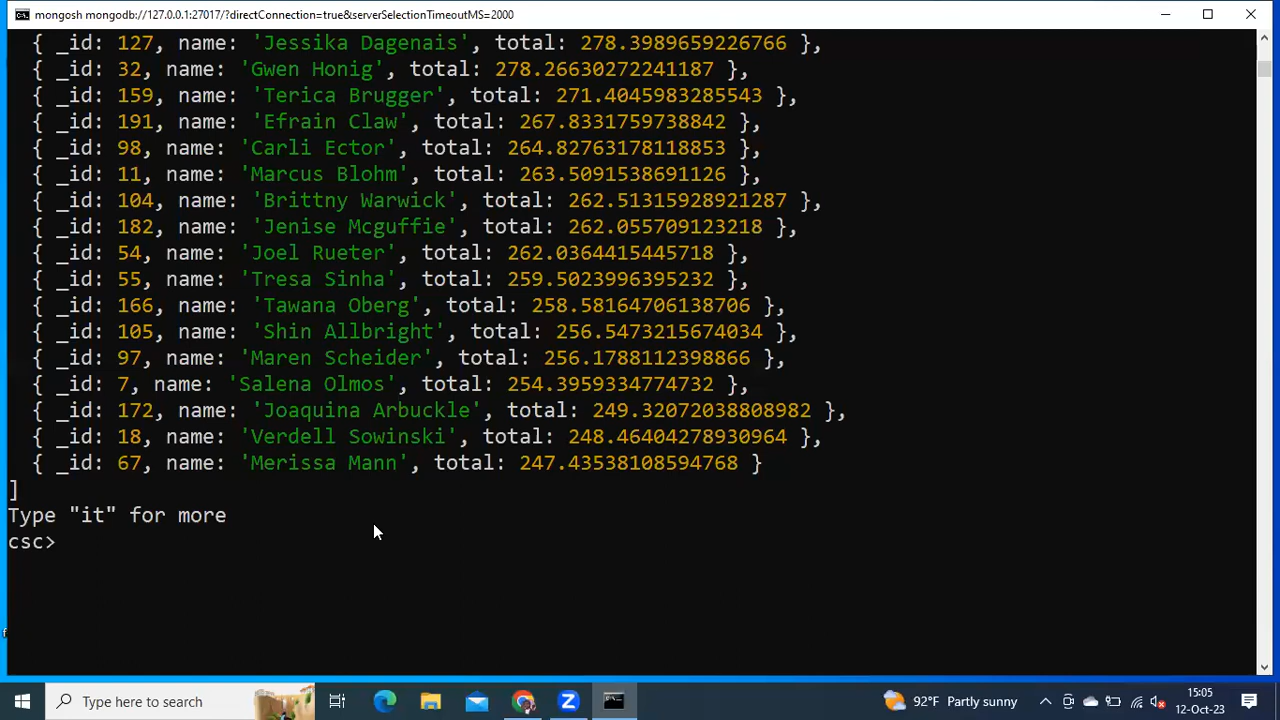 mongosh mongodb://127.0.0.1:27017/?directConnection=true&serverSelectionTimeoutMS=2000
{ _id: 127, name: 'Jessika Dagenais', total: 278.3989659226766 },
{ _id: 32, name: 'Gwen Honig', total: 278.26630272241187 },
{ _id: 159, name: 'Terica Brugger', total: 271.4045983285543 },
{ _id: 191, name: 'Efrain Claw', total: 267.8331759738842 },
{ _id: 98, name: 'Carli Ector', total: 264.82763178118853 },
{ _id: 11, name: 'Marcus Blohm', total: 263.5091538691126 },
{ _id: 104, name: 'Brittny Warwick', total: 262.51315928921287 },
{ _id: 182, name: 'Jenise Mcguffie', total: 262.055709123218 },
{ _id: 54, name: 'Joel Rueter', total: 262.0364415445718 },
{ _id: 55, name: 'Tresa Sinha', total: 259.5023996395232 },
{ _id: 166, name: 'Tawana Oberg', total: 258.58164706138706 },
{ _id: 105, name: 'Shin Allbright', total: 256.5473215674034 },
{ _id: 97, name: 'Maren Scheider', total: 256.1788112398866 },
{ _id: 7, name: 'Salena Olmos', total: 254.3959334774732 },
{ _id: 172, name: 'Joaquina Arbuckle', total: 249.32072038808982 },
{ _id: 18, name: 'Verdell Sowinski', total: 248.46404278930964 },
{ _id: 67, name: 'Merissa Mann', total: 247.43538108594768 }
]
Type "it" for more
csc>
Type here to search
92°F Partly sunny
15:05
12-Oct-23